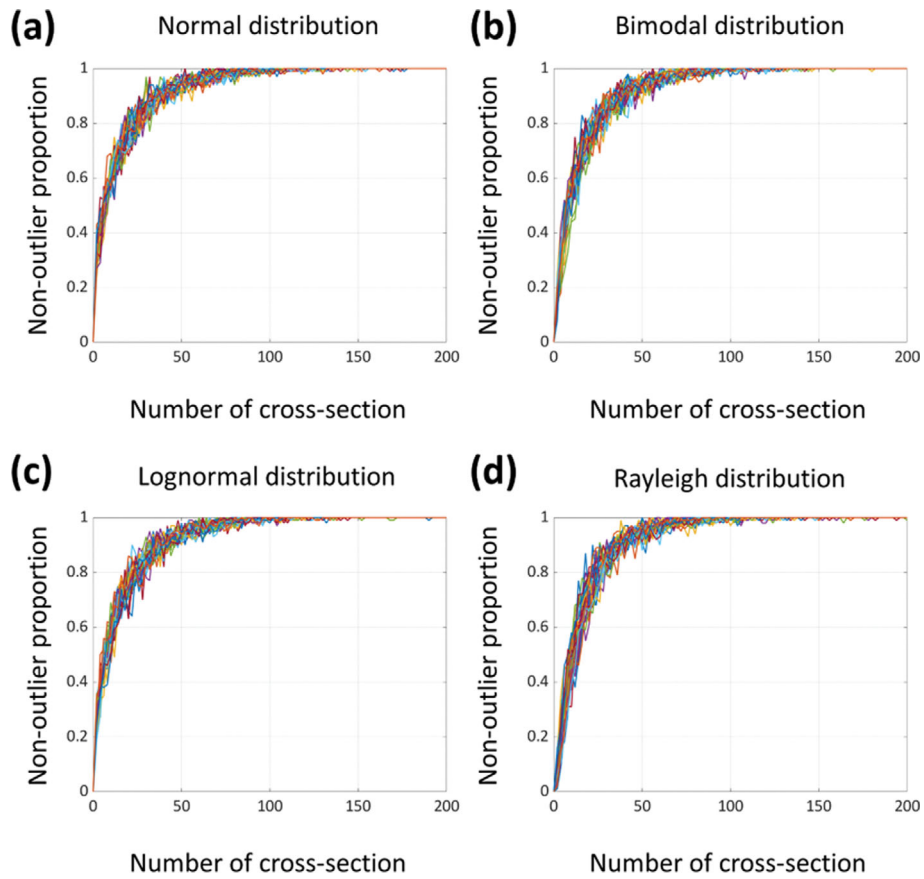 (a)
Normal distribution
Non-outlier proportion
1
0.8
0.6
0.4
0.2
0
0 50 100 150 200
Number of cross-section
(b)
Bimodal distribution
Non-outlier proportion
1
0.8
0.6
0.4
0.2
0
0 50 100 150 200
Number of cross-section
(c)
Lognormal distribution
Non-outlier proportion
1
0.8
0.6
0.4
0.2
0
0 50 100 150 200
Number of cross-section
(d)
Rayleigh distribution
Non-outlier proportion
1
0.8
0.6
0.4
0.2
0
0 50 100 150 200
Number of cross-section